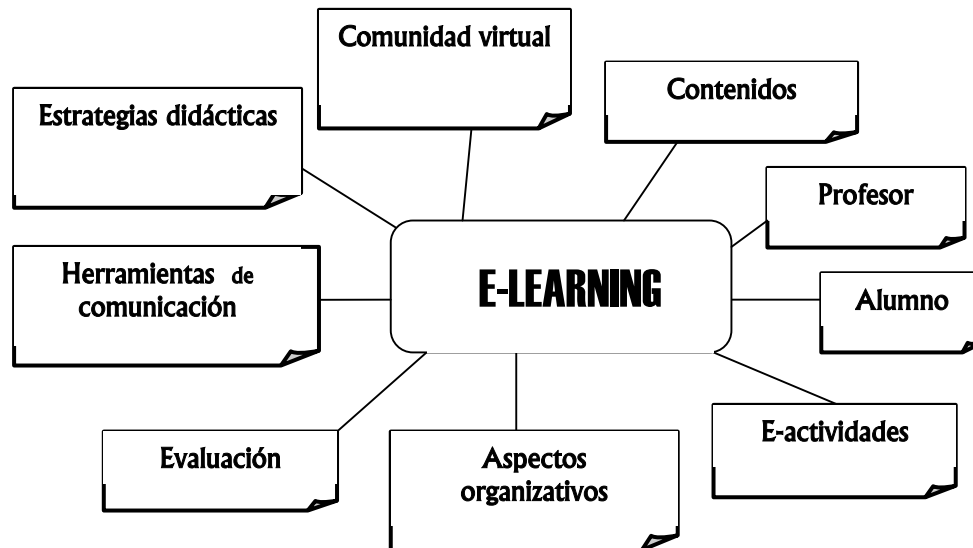 Comunidad virtual
Contenidos
Estrategias didácticas
Profesor
Herramientas de
comunicación
E-LEARNING
Alumno
E-actividades
Evaluación
Aspectos
organizativos